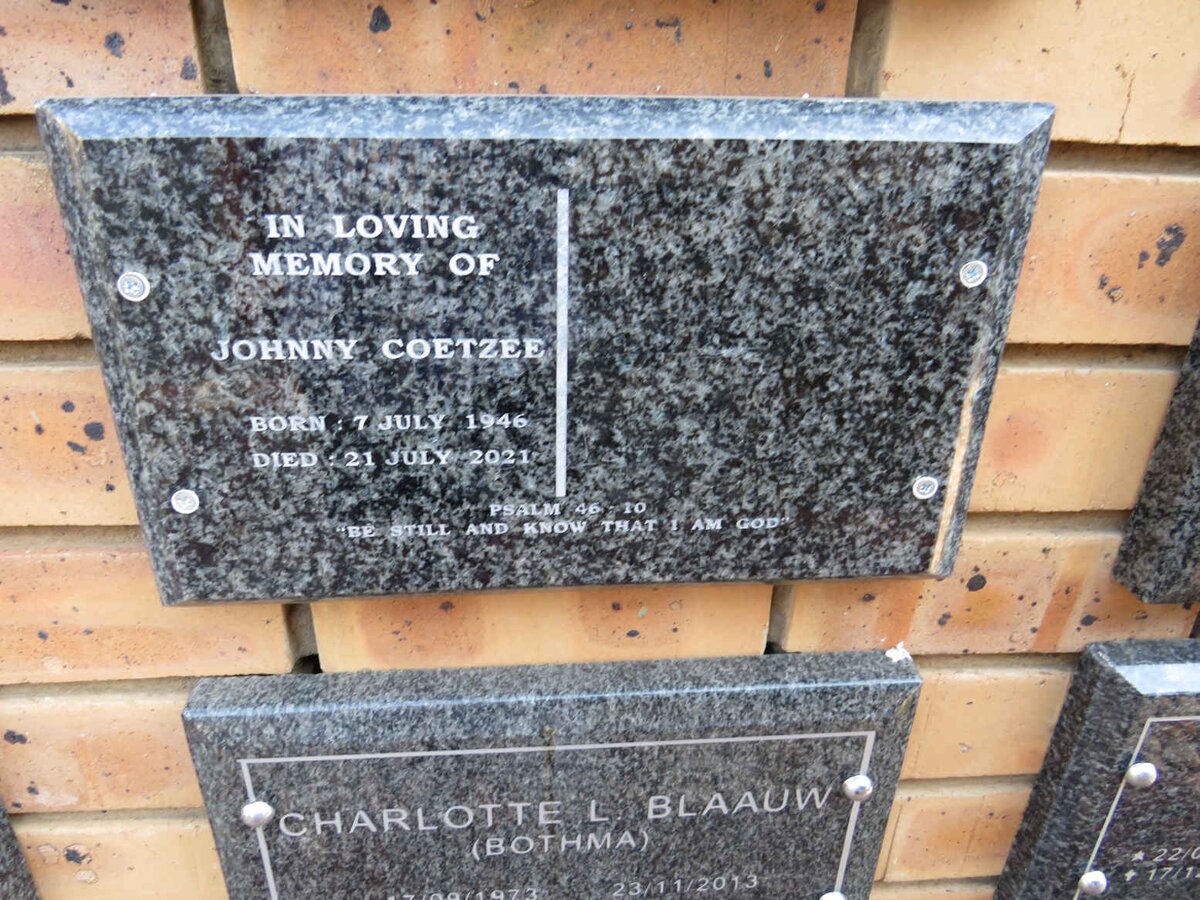 IN LOVING
MEMORY OF
JOHNNY COETZEE
BORN : 7 JULY 1946
DIED : 21 JULY 2021
PSALM 46 : 10
"BE STILL AND KNOW THAT I AM GOD"
CHARLOTTE L. BLAAUW
(BOTHMA)
23/11/2013